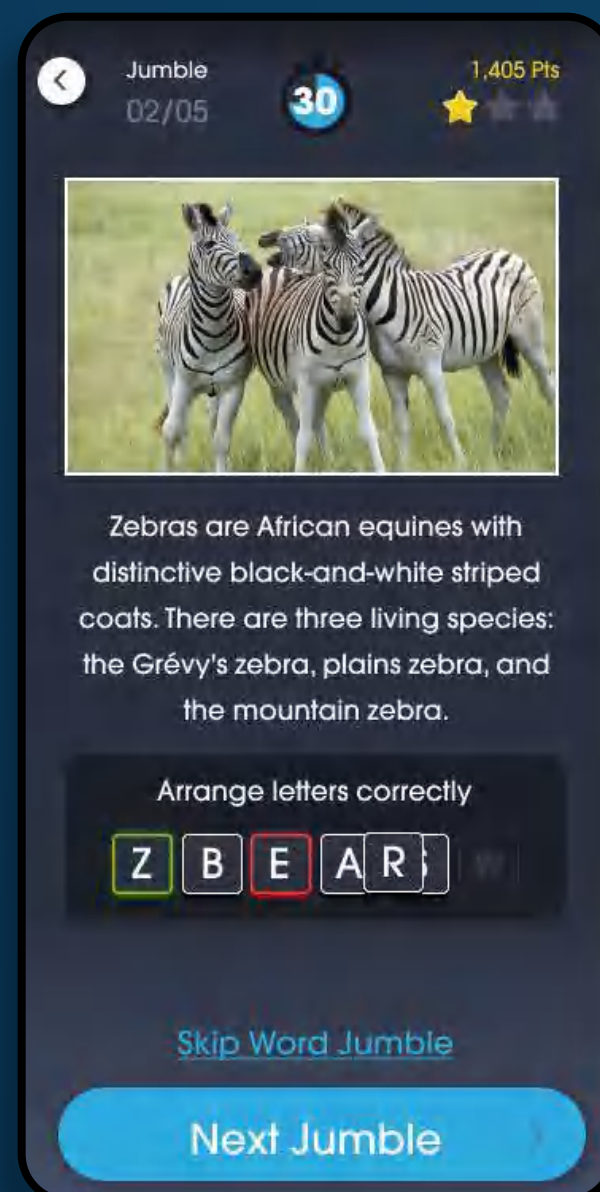 Jumble
02/05
30
1,405 Pts
Zebras are African equines with
distinctive black-and-white striped
coats. There are three living species:
the Grévy's zebra, plains zebra, and
the mountain zebra.
Arrange letters correctly
Z B E A R S
Skip Word Jumble
Next Jumble